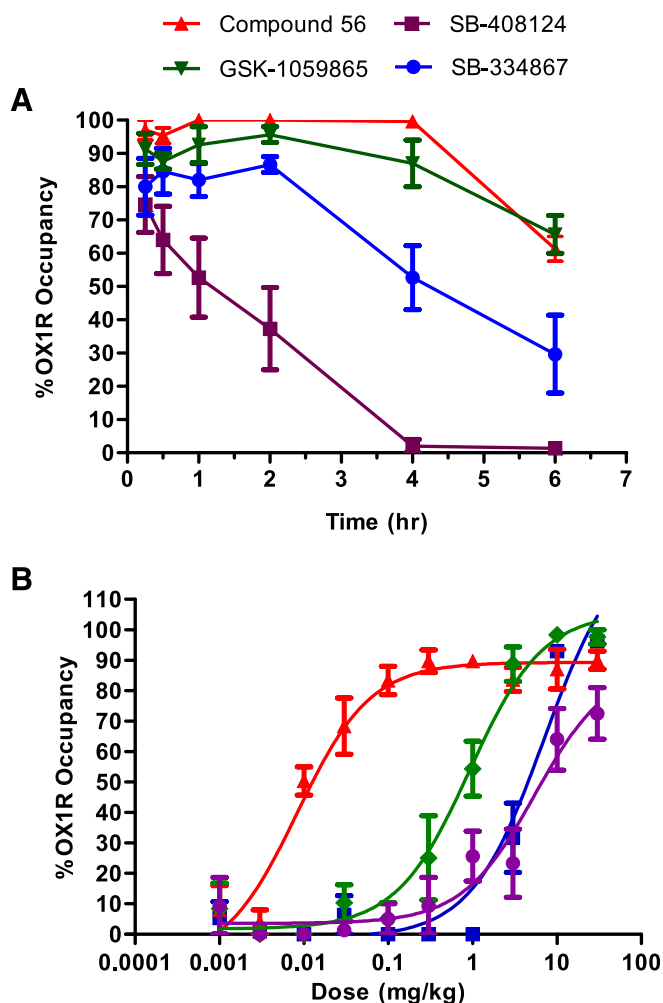 Compound 56 SB-408124
GSK-1059865 SB-334867
A
100
90
80
70
60
50
40
30
20
10
0
%OX1R Occupancy
0 1 2 3 4 5 6 7
Time (hr)
B
110
100
90
80
70
60
50
40
30
20
10
0
%OX1R Occupancy
0.0001 0.001 0.01 0.1 1 10 100
Dose (mg/kg)